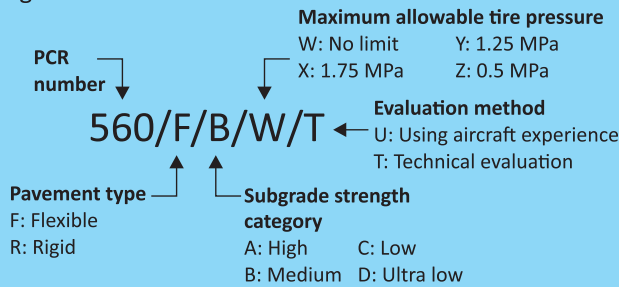 Maximum allowable tire pressure
W: No limit Y: 1.25 MPa
X: 1.75 MPa Z: 0.5 MPa
PCR
number
560/F/B/W/T
Evaluation method
U: Using aircraft experience
T: Technical evaluation
Pavement type
F: Flexible
R: Rigid
Subgrade strength
category
A: High C: Low
B: Medium D: Ultra low